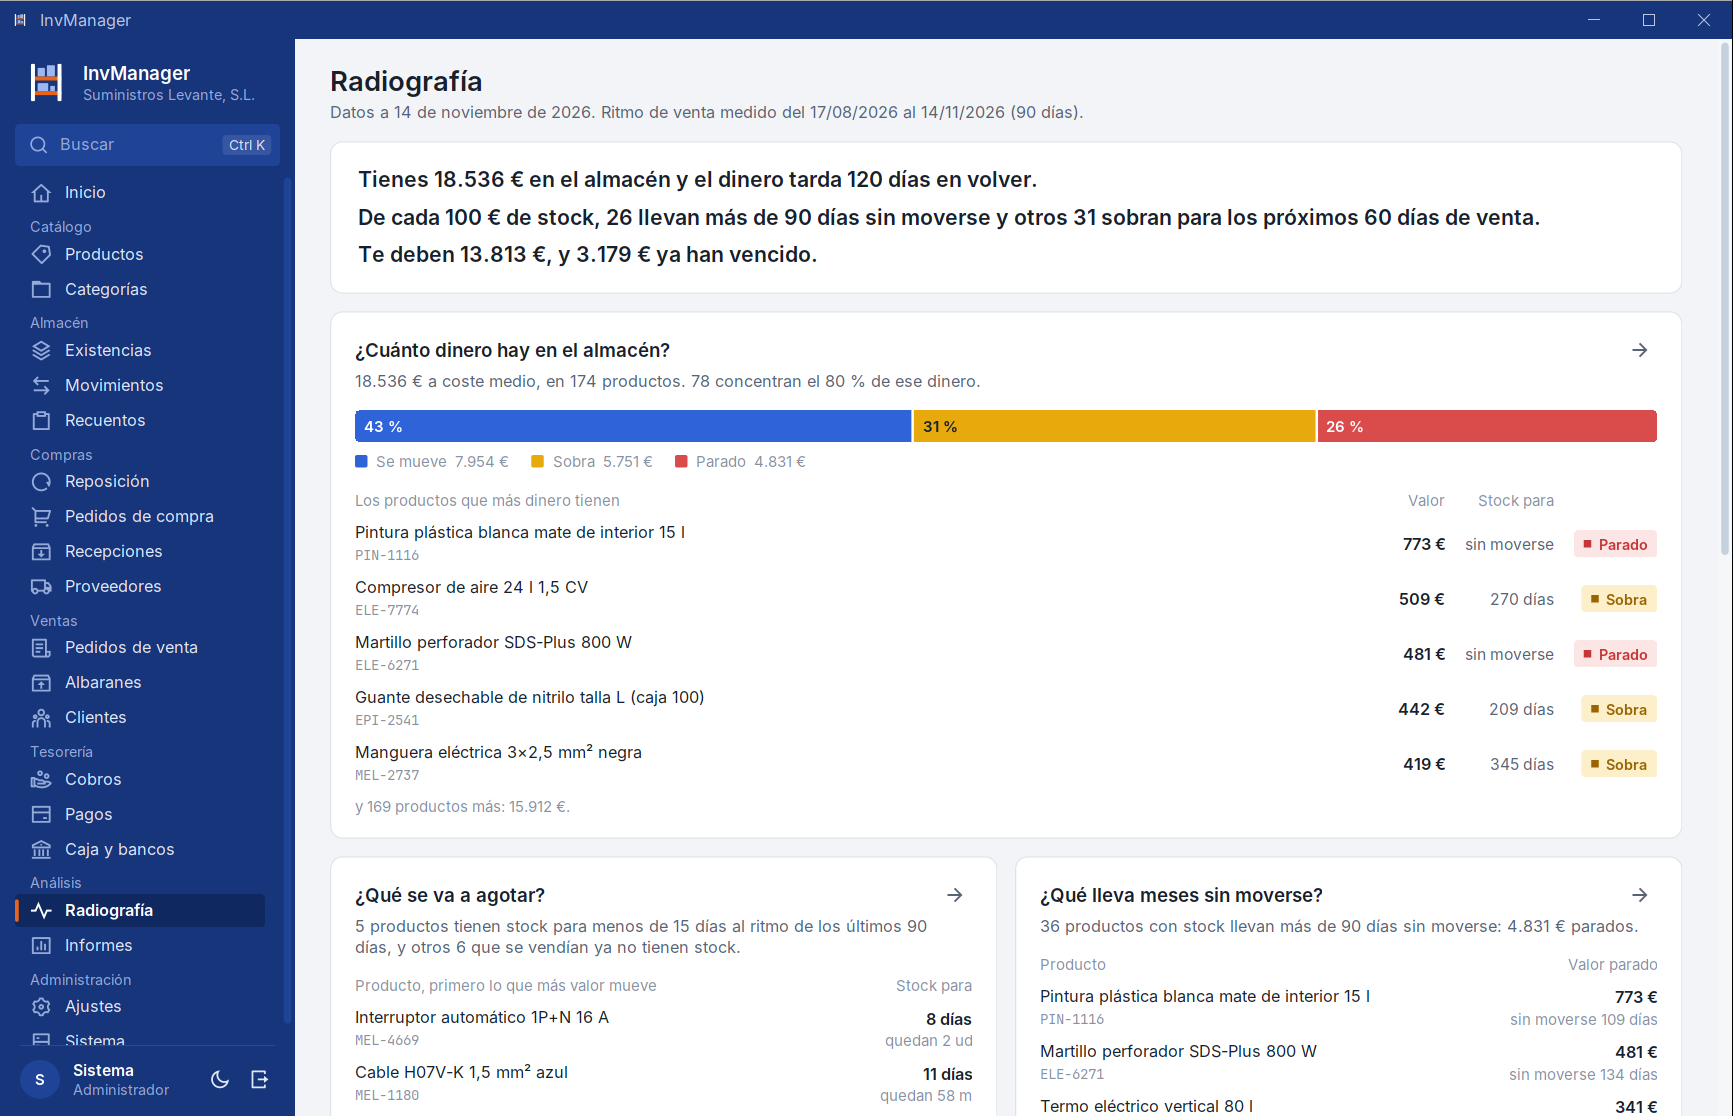 InvManager
InvManager
Suministros Levante, S.L.
Buscar
Ctrl K
Inicio
Catálogo
Productos
Categorías
Almacén
Existencias
Movimientos
Recuentos
Compras
Reposición
Pedidos de compra
Recepciones
Proveedores
Ventas
Pedidos de venta
Albaranes
Clientes
Tesorería
Cobros
Pagos
Caja y bancos
Análisis
Radiografía
Informes
Administración
Ajustes
Sistema
S
Sistema
Administrador
Radiografía
Datos a 14 de noviembre de 2026. Ritmo de venta medido del 17/08/2026 al 14/11/2026 (90 días).
Tienes 18.536 € en el almacén y el dinero tarda 120 días en volver.
De cada 100 € de stock, 26 llevan más de 90 días sin moverse y otros 31 sobran para los próximos 60 días de venta.
Te deben 13.813 €, y 3.179 € ya han vencido.
¿Cuánto dinero hay en el almacén?
18.536 € a coste medio, en 174 productos. 78 concentran el 80 % de ese dinero.
43 %
31 %
26 %
Se mueve 7.954 €
Sobra 5.751 €
Parado 4.831 €
Los productos que más dinero tienen
Valor
Stock para
Pintura plástica blanca mate de interior 15 l
PIN-1116
773 €
sin moverse
Parado
Compresor de aire 24 l 1,5 CV
ELE-7774
509 €
270 días
Sobra
Martillo perforador SDS-Plus 800 W
ELE-6271
481 €
sin moverse
Parado
Guante desechable de nitrilo talla L (caja 100)
EPI-2541
442 €
209 días
Sobra
Manguera eléctrica 3×2,5 mm² negra
MEL-2737
419 €
345 días
Sobra
y 169 productos más: 15.912 €.
¿Qué se va a agotar?
5 productos tienen stock para menos de 15 días al ritmo de los últimos 90
días, y otros 6 que se vendían ya no tienen stock.
Producto, primero lo que más valor mueve
Stock para
Interruptor automático 1P+N 16 A
MEL-4669
8 días
quedan 2 ud
Cable H07V-K 1,5 mm² azul
MEL-1180
11 días
quedan 58 m
¿Qué lleva meses sin moverse?
36 productos con stock llevan más de 90 días sin moverse: 4.831 € parados.
Producto
Valor parado
Pintura plástica blanca mate de interior 15 l
PIN-1116
773 €
sin moverse 109 días
Martillo perforador SDS-Plus 800 W
ELE-6271
481 €
sin moverse 134 días
Termo eléctrico vertical 80 l
341 €